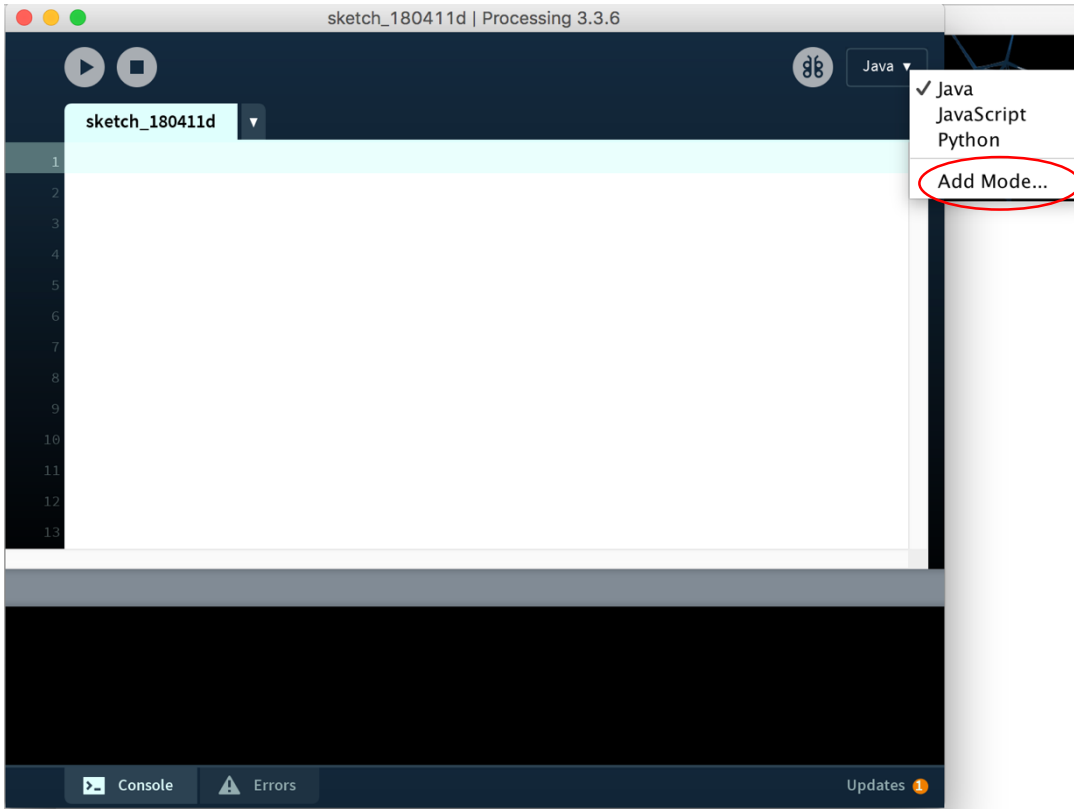 sketch_180411d | Processing 3.3.6
Java ▼
✓ Java
JavaScript
Python
Add Mode...
sketch_180411d ▼
1
2
3
4
5
6
7
8
9
10
11
12
13
>_ Console
Errors
Updates 1